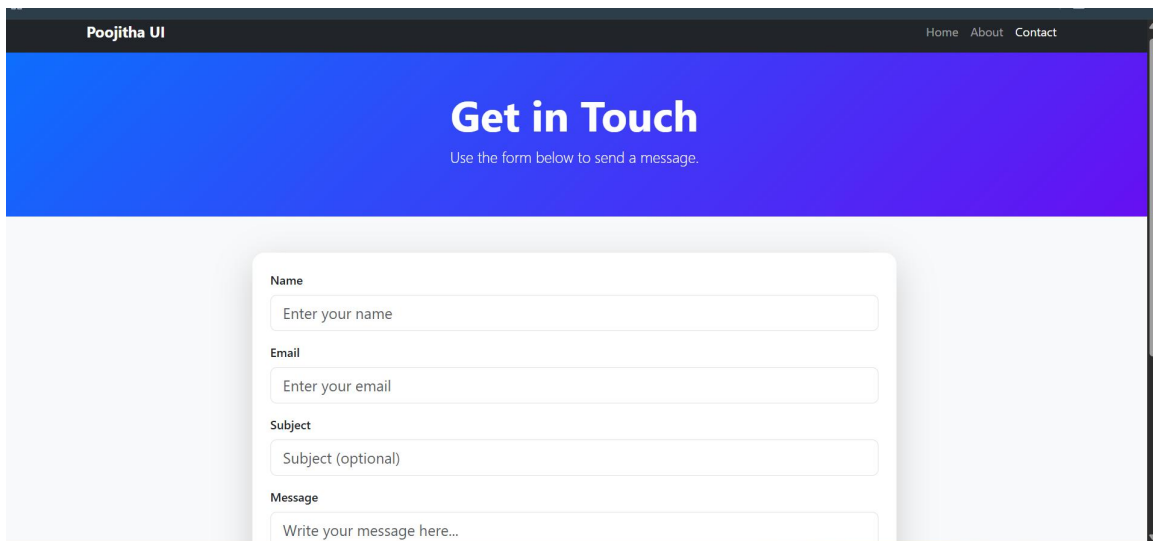 Poojitha UI
Home About Contact
Get in Touch
Use the form below to send a message.
Name
Enter your name
Email
Enter your email
Subject
Subject (optional)
Message
Write your message here...